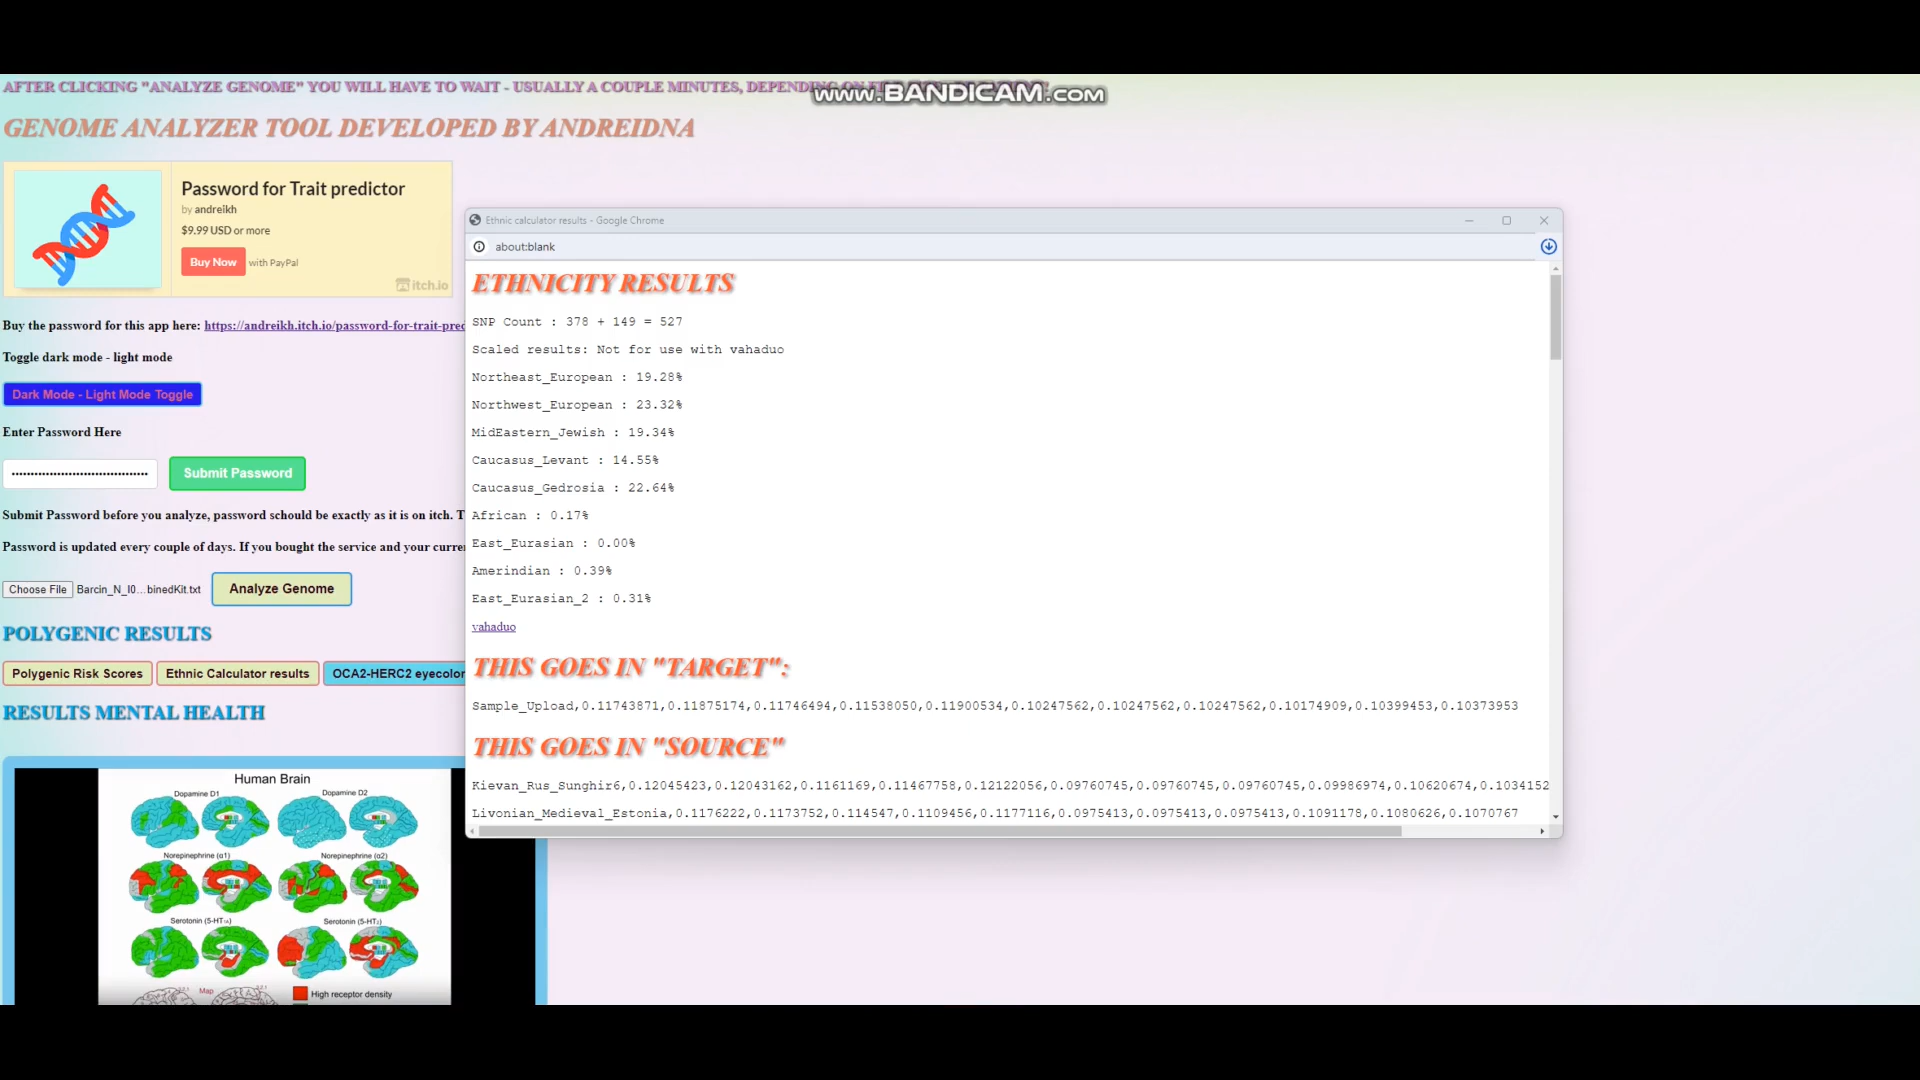 www.BANDICAM.com
AFTER CLICKING "ANALYZE GENOME" YOU WILL HAVE TO WAIT - USUALLY A COUPLE MINUTES, DEPENDING
GENOME ANALYZER TOOL DEVELOPED BY ANDREIDNA
Password for Trait predictor
by andreikh
$9.99 USD or more
Buy Now with PayPal
itch.io
Buy the password for this app here: https://andreikh.itch.io/password-for-trait-pred
Toggle dark mode - light mode
Dark Mode - Light Mode Toggle
Enter Password Here
Submit Password
Submit Password before you analyze, password schould be exactly as it is on itch. T
Password is updated every couple of days. If you bought the service and your curre
Choose File Barcin_N_I0...binedKit.txt Analyze Genome
POLYGENIC RESULTS
Polygenic Risk Scores Ethnic Calculator results OCA2-HERC2 eyecolor
RESULTS MENTAL HEALTH
Human Brain
Dopamine D1 Dopamine D2
Norepinephrine (α1) Norepinephrine (α2)
Serotonin (5-HT1A) Serotonin (5-HT2)
Map
High receptor density
Ethnic calculator results - Google Chrome
about:blank
ETHNICITY RESULTS
SNP Count : 378 + 149 = 527
Scaled results: Not for use with vahaduo
Northeast_European : 19.28%
Northwest_European : 23.32%
MidEastern_Jewish : 19.34%
Caucasus_Levant : 14.55%
Caucasus_Gedrosia : 22.64%
African : 0.17%
East_Eurasian : 0.00%
Amerindian : 0.39%
East_Eurasian_2 : 0.31%
vahaduo
THIS GOES IN "TARGET":
Sample_Upload,0.11743871,0.11875174,0.11746494,0.11538050,0.11900534,0.10247562,0.10247562,0.10247562,0.10174909,0.10399453,0.10373953
THIS GOES IN "SOURCE"
Kievan_Rus_Sunghir6,0.12045423,0.12043162,0.1161169,0.11467758,0.12122056,0.09760745,0.09760745,0.09760745,0.09986974,0.10620674,0.1034152
Livonian_Medieval_Estonia,0.1176222,0.1173752,0.114547,0.1109456,0.1177116,0.0975413,0.0975413,0.0975413,0.1091178,0.1080626,0.1070767